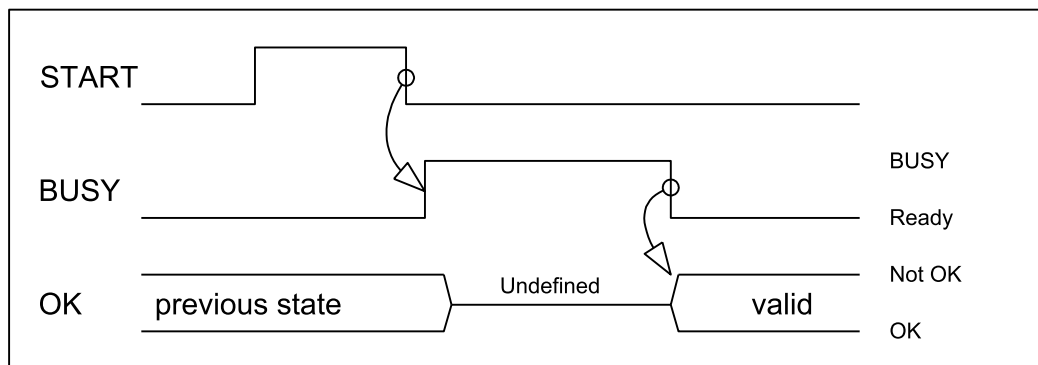 START
BUSY
BUSY
Ready
Undefined
Not OK
OK
previous state
valid
OK